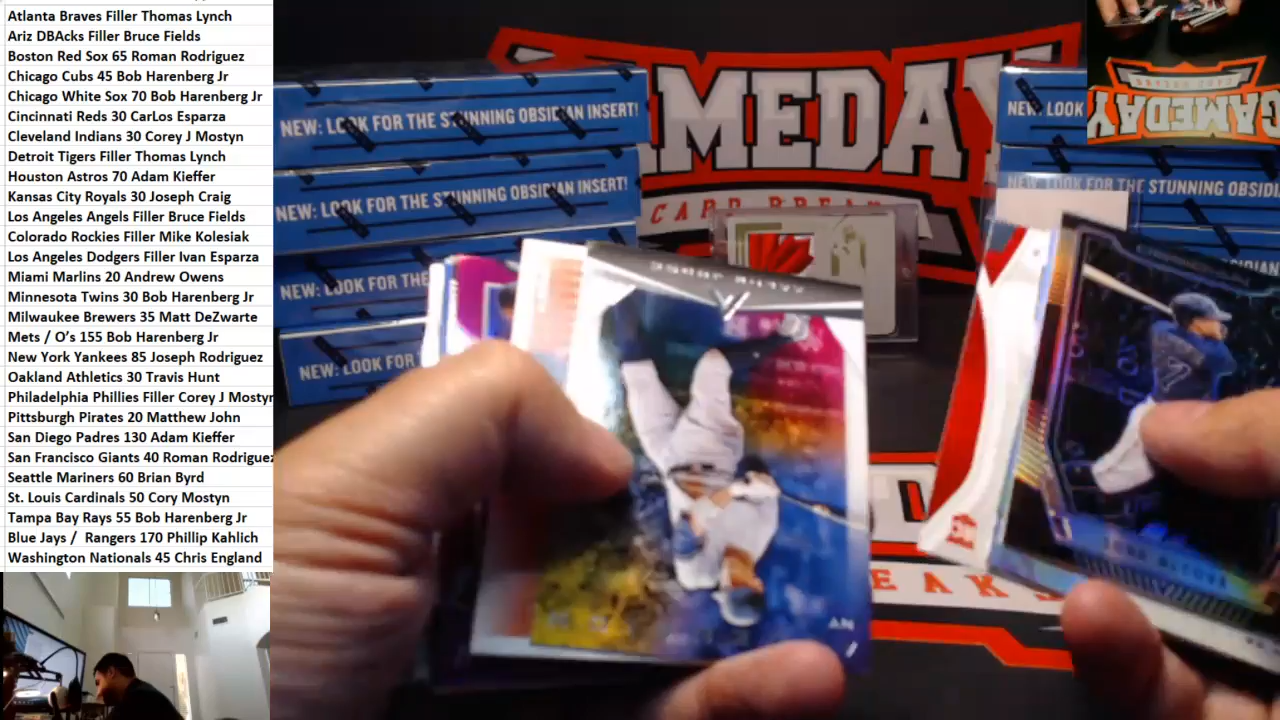 Atlanta Braves Filler Thomas Lynch
Ariz DBAcks Filler Bruce Fields
Boston Red Sox 65 Roman Rodriguez
Chicago Cubs 45 Bob Harenberg Jr
Chicago White Sox 70 Bob Harenberg Jr
Cincinati Reds 30 CarLos Esparza
Cleveland Indians 30 Corey J Mostyn
Detroit Tigers Filler Thomas Lynch
Houston Astros 70 Adam Kieffer
Kansas City Royals 30 Joseph Craig
Los Angeles Angels Filler Bruce Fields
Colorado Rockies Filler Mike Kolesiak
Los Angeles Dodgers Filler Ivan Esparza
Miami Marlins 20 Andrew Owens
Minnesota Twins 30 Bob Harenberg Jr
Milwaukee Brewers 35 Matt DeZwarte
Mets / O's 155 Bob Harenberg Jr
New York Yankees 85 Joseph Rodriguez
Oakland Athletics 30 Travis Hunt
Philadelphia Phillies Filler Corey J Mostyn
Pittsburgh Pirates 20 Matthew John
San Diego Padres 130 Adam Kieffer
San Francisco Giants 40 Roman Rodriguez
Seattle Mariners 60 Brian Byrd
St. Louis Cardinals 50 Cory Mostyn
Tampa Bay Rays 55 Bob Harenberg Jr
Blue Jays / Rangers 170 Phillip Kahlich
Washington Nationals 45 Chris England
NEW: LOOK FOR THE STUNNING OBSIDIAN INSERT!
NEW: LOOK FOR THE STUNNING OBSIDIAN INSERT!
NEW: LOOK FOR THE
NEW: LOOK FOR
GAMEDAY
CARD BREAKS
NEW: LOOK
NEW: LOOK FOR THE STUNNING OBSIDI
GAMEDAY
JOSE ALTUVE
EAKS